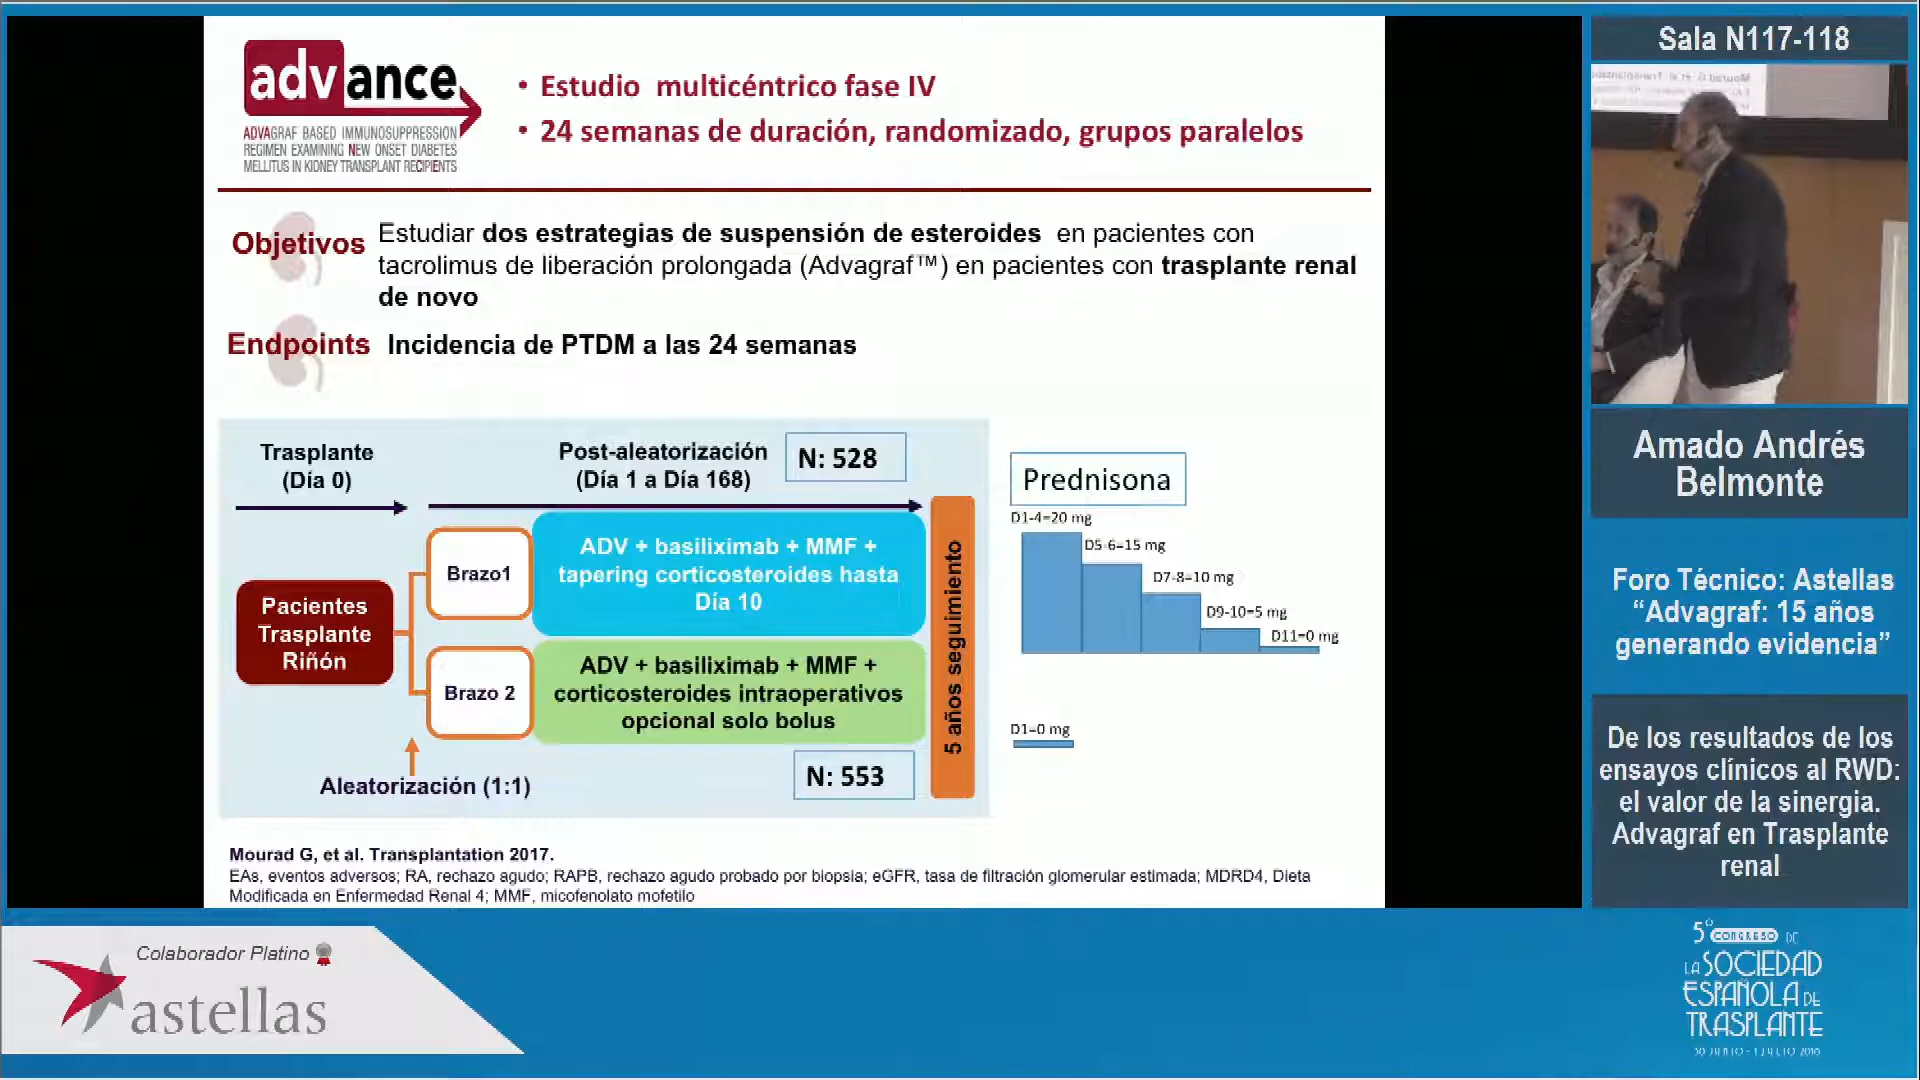 advance
ADVAGRAF BASED IMMUNOSUPPRESSION
REGIMEN EXAMINING NEW ONSET DIABETES
MELLITUS IN KIDNEY TRANSPLANT RECIPIENTS
• Estudio multicéntrico fase IV
• 24 semanas de duración, randomizado, grupos paralelos
Objetivos
Estudiar dos estrategias de suspensión de esteroides en pacientes con
tacrolimus de liberación prolongada (Advagraf™) en pacientes con trasplante renal
de novo
Endpoints
Incidencia de PTDM a las 24 semanas
Trasplante
(Día 0)
Post-aleatorización
(Día 1 a Día 168)
N: 528
Pacientes
Trasplante
Riñón
Brazo1
ADV + basiliximab + MMF +
tapering corticosteroides hasta
Día 10
Brazo 2
ADV + basiliximab + MMF +
corticosteroides intraoperativos
opcional solo bolus
5 años seguimiento
Aleatorización (1:1)
N: 553
Prednisona
D1-4=20 mg
D5-6=15 mg
D7-8=10 mg
D9-10=5 mg
D11=0 mg
D1=0 mg
Mourad G, et al. Transplantation 2017.
EAs, eventos adversos; RA, rechazo agudo; RAPB, rechazo agudo probado por biopsia; eGFR, tasa de filtración glomerular estimada; MDRD4, Dieta
Modificada en Enfermedad Renal 4; MMF, micofenolato mofetilo
Sala N117-118
Amado Andrés
Belmonte
Foro Técnico: Astellas
“Advagraf: 15 años
generando evidencia”
De los resultados de los
ensayos clínicos al RWD:
el valor de la sinergia.
Advagraf en Trasplante
renal
Colaborador Platino
astellas
5º CONGRESO DE
LA SOCIEDAD
ESPAÑOLA DE
TRASPLANTE